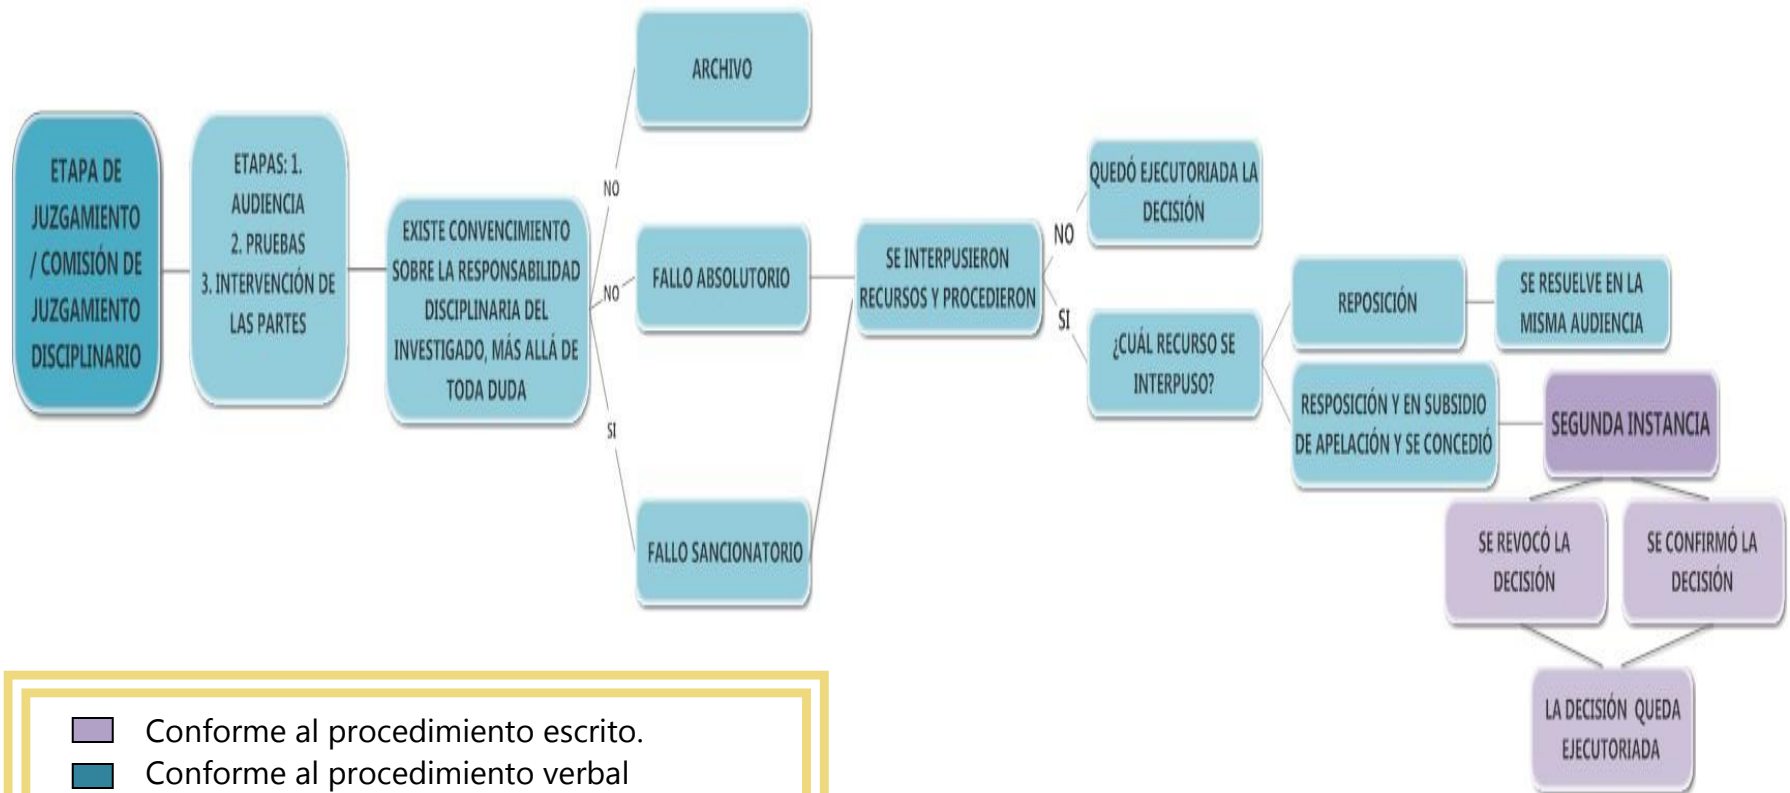 ETAPA DE
JUZGAMIENTO
/ COMISIÓN DE
JUZGAMIENTO
DISCIPLINARIO
ETAPAS: 1.
AUDIENCIA
2. PRUEBAS
3. INTERVENCIÓN DE
LAS PARTES
EXISTE CONVENCIMIENTO
SOBRE LA RESPONSABILIDAD
DISCIPLINARIA DEL
INVESTIGADO, MÁS ALLÁ DE
TODA DUDA
NO
ARCHIVO
NO
FALLO ABSOLUTORIO
SI
FALLO SANCIONATORIO
SE INTERPUSIERON
RECURSOS Y PROCEDIERON
NO
QUEDÓ EJECUTORIADA LA
DECISIÓN
SI
¿CUÁL RECURSO SE
INTERPUSO?
REPOSICIÓN
SE RESUELVE EN LA
MISMA AUDIENCIA
RESPOSICIÓN Y EN SUBSIDIO
DE APELACIÓN Y SE CONCEDIÓ
SEGUNDA INSTANCIA
SE REVOCÓ LA
DECISIÓN
SE CONFIRMÓ LA
DECISIÓN
LA DECISIÓN QUEDA
EJECUTORIADA
Conforme al procedimiento escrito.
Conforme al procedimiento verbal